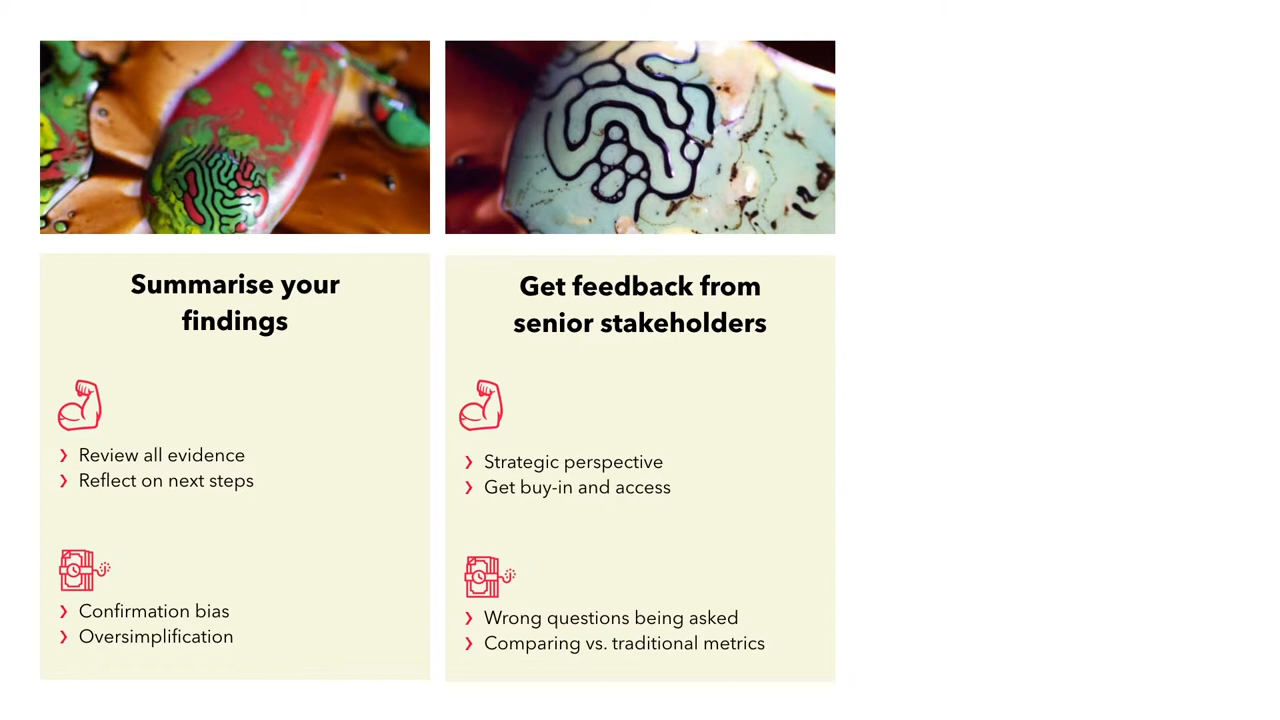 Summarise your
findings
❯ Review all evidence
❯ Reflect on next steps
❯ Confirmation bias
❯ Oversimplification
Get feedback from
senior stakeholders
❯ Strategic perspective
❯ Get buy-in and access
❯ Wrong questions being asked
❯ Comparing vs. traditional metrics